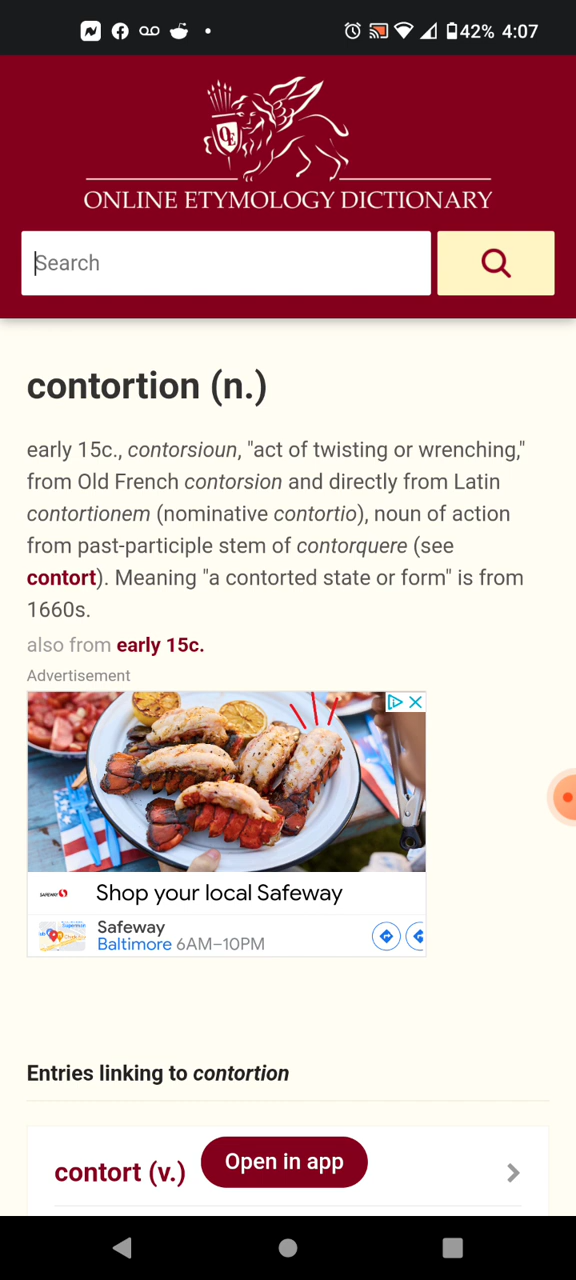 42% 4:07
OE
ONLINE ETYMOLOGY DICTIONARY
Search
contortion (n.)
early 15c., contorsioun, "act of twisting or wrenching,"
from Old French contorsion and directly from Latin
contortionem (nominative contortio), noun of action
from past-participle stem of contorquere (see
contort). Meaning "a contorted state or form" is from
1660s.
also from early 15c.
Advertisement
SAFEWAY
Shop your local Safeway
Safeway
Baltimore 6AM–10PM
Entries linking to contortion
contort (v.)
Open in app